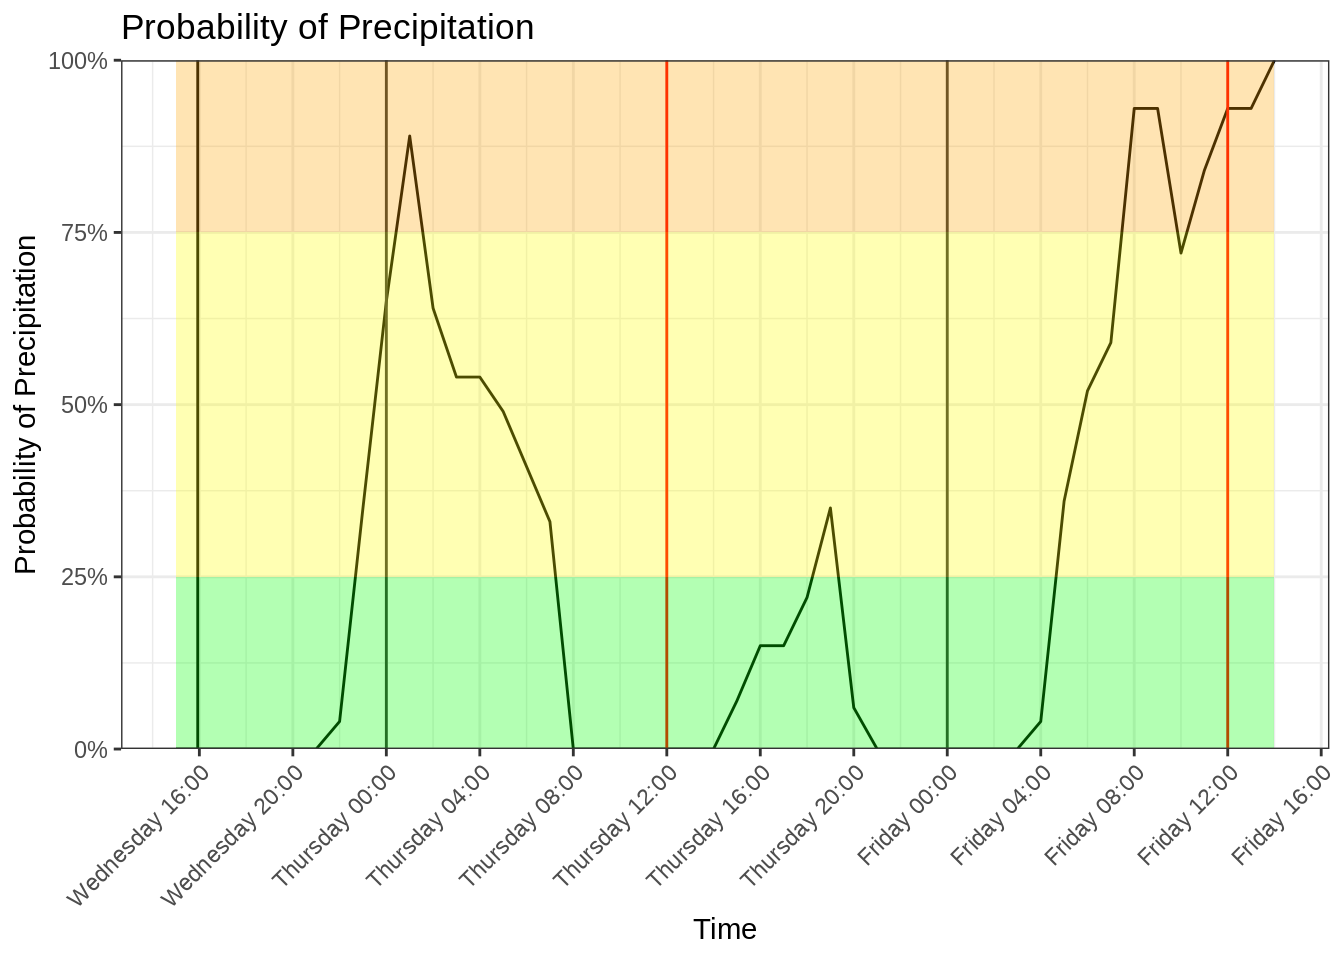 Probability of Precipitation
Probability of Precipitation
100%
75%
50%
25%
0%
Wednesday 16:00
Wednesday 20:00
Thursday 00:00
Thursday 04:00
Thursday 08:00
Thursday 12:00
Thursday 16:00
Thursday 20:00
Friday 00:00
Friday 04:00
Friday 08:00
Friday 12:00
Friday 16:00
Time